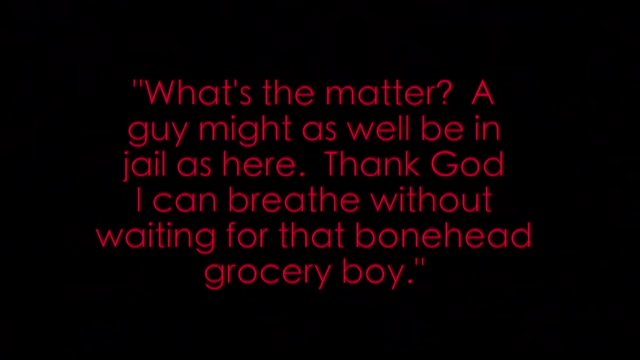 "What's the matter?  A
guy might as well be in
jail as here.  Thank God
I can breathe without
waiting for that bonehead
grocery boy."